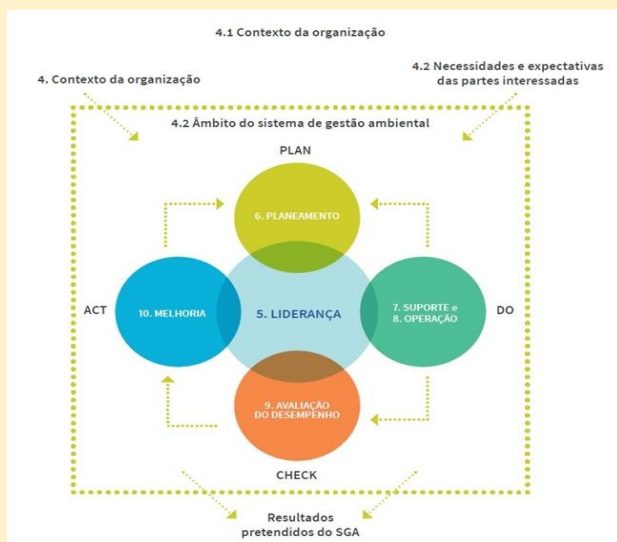 4.1 Contexto da organização
4. Contexto da organização
4.2 Necessidades e expectativas
das partes interessadas
4.2 Âmbito do sistema de gestão ambiental
PLAN
6. PLANEAMENTO
ACT
10. MELHORIA
5. LIDERANÇA
7. SUPORTE e
8. OPERAÇÃO
DO
9. AVALIAÇÃO
DO DESEMPENHO
CHECK
Resultados
pretendidos do SGA